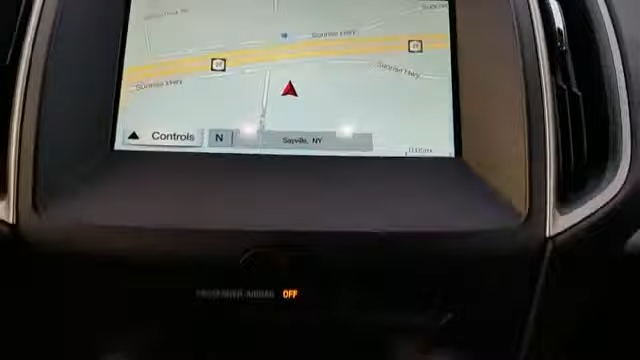 Sunrise Hwy
27
27
Sunrise Hwy
Sunrise Hwy
Controls
N
Sayville, NY
PASSENGER AIRBAG OFF